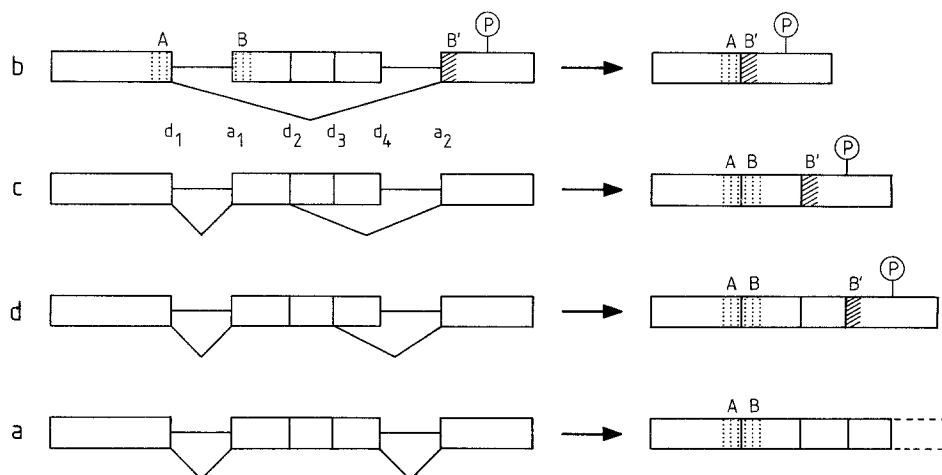 P P
A B B' A B'
b
d1 a1 d2 d3 d4 a2
P
A B B'
c
P
A B B'
d
A B
a